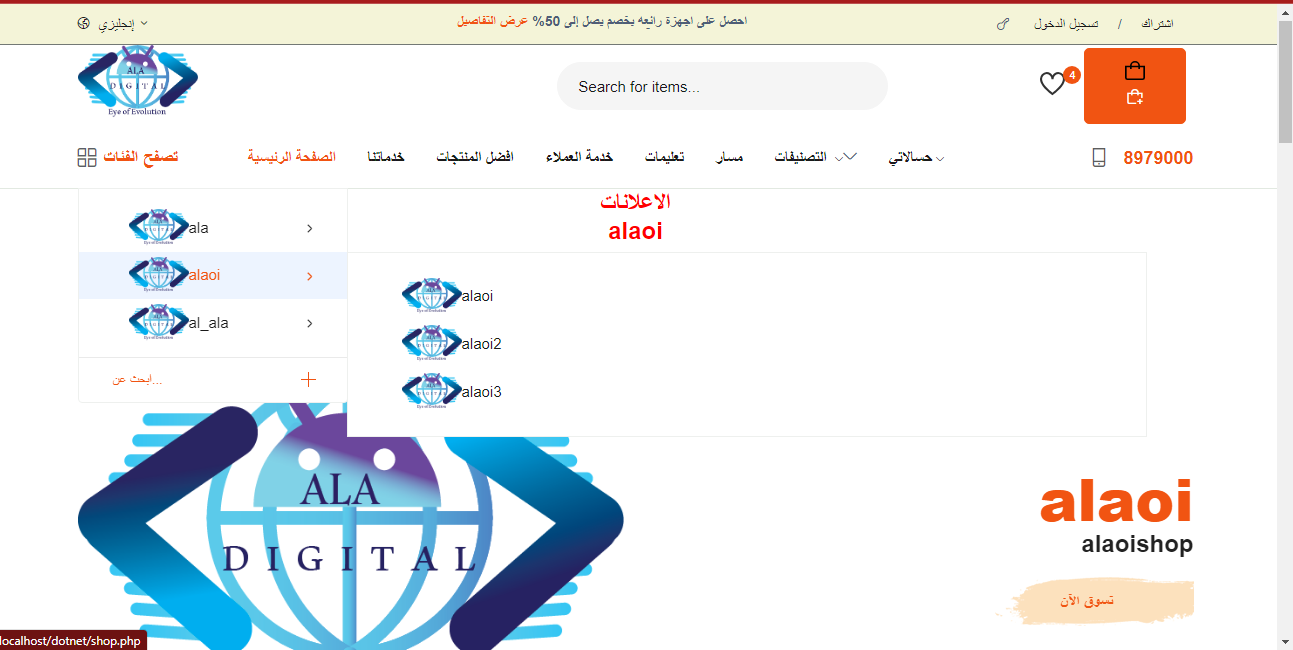 اشتراك / تسجيل الدخول
احصل على اجهزة رائعه بخصم يصل إلى 50% عرض التفاصيل
إنجليزي
ALA
DIGITAL
Eye of Evolution
Search for items...
4
تصفح الفئات
الصفحة الرئيسية
خدماتنا
افضل المنتجات
خدمة العملاء
تعليمات
مسار
التصنيفات
حسالاتي
8979000
الاعلانات
alaoi
ala
alaoi
al_ala
ابحث عن...
alaoi
alaoi2
alaoi3
ALA
DIGITAL
alaoi
alaoishop
تسوق الآن
localhost/dotnet/shop.php